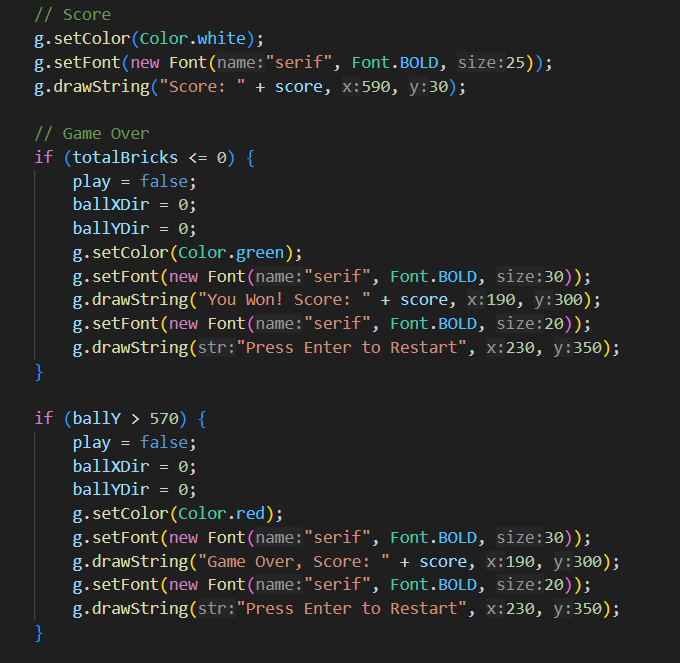 // Score
g.setColor(Color.white);
g.setFont(new Font(name:"serif", Font.BOLD, size:25));
g.drawString("Score: " + score, x:590, y:30);
// Game Over
if (totalBricks <= 0) {
play = false;
ballXDir = 0;
ballYDir = 0;
g.setColor(Color.green);
g.setFont(new Font(name:"serif", Font.BOLD, size:30));
g.drawString("You Won! Score: " + score, x:190, y:300);
g.setFont(new Font(name:"serif", Font.BOLD, size:20));
g.drawString(str:"Press Enter to Restart", x:230, y:350);
}
if (ballY > 570) {
play = false;
ballXDir = 0;
ballYDir = 0;
g.setColor(Color.red);
g.setFont(new Font(name:"serif", Font.BOLD, size:30));
g.drawString("Game Over, Score: " + score, x:190, y:300);
g.setFont(new Font(name:"serif", Font.BOLD, size:20));
g.drawString(str:"Press Enter to Restart", x:230, y:350);
}